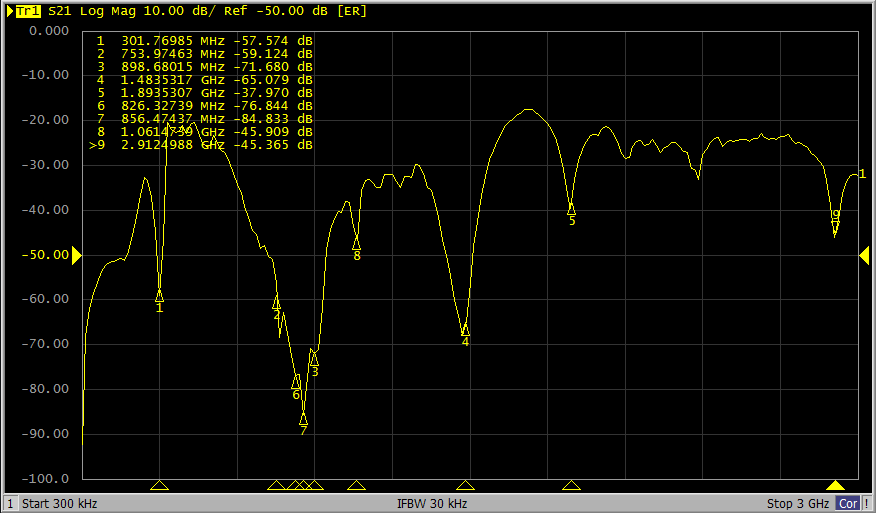 Tr1 S21 Log Mag 10.00 dB/ Ref -50.00 dB [ER]
0.000
-10.00
-20.00
-30.00
-40.00
-50.00
-60.00
-70.00
-80.00
-90.00
-100.0
1 301.76985 MHz -57.574 dB
2 753.97463 MHz -59.124 dB
3 898.68015 MHz -71.680 dB
4 1.4835317 GHz -65.079 dB
5 1.8935307 GHz -37.970 dB
6 826.32739 MHz -76.844 dB
7 856.47437 MHz -84.833 dB
8 1.0614739 GHz -45.909 dB
>9 2.9124988 GHz -45.365 dB
1
9
5
8
1
2
4
3
6
7
1 Start 300 kHz IFBW 30 kHz Stop 3 GHz Cor !